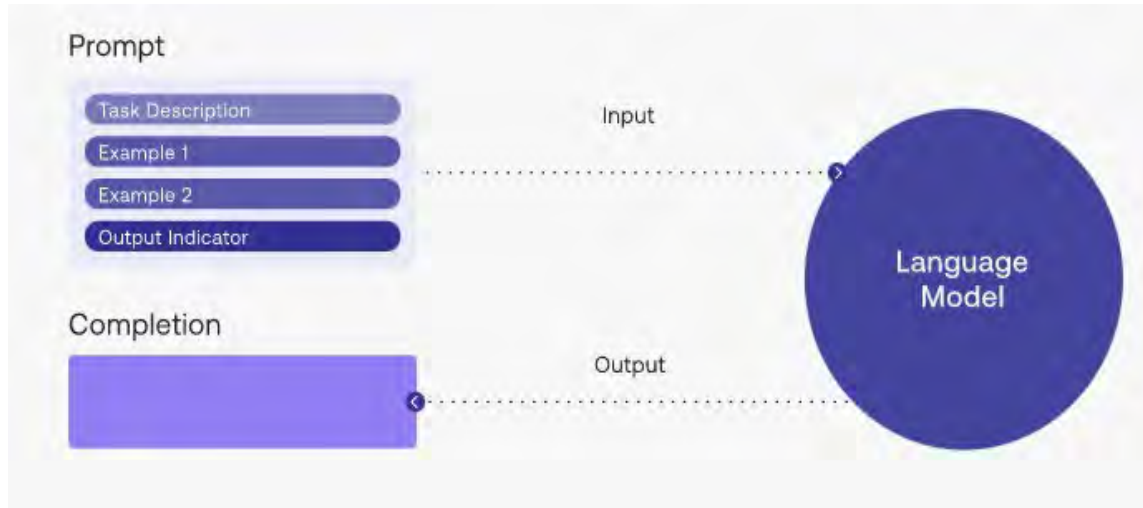 Prompt
Task Description
Example 1
Example 2
Output Indicator
Input
Language
Model
Completion
Output